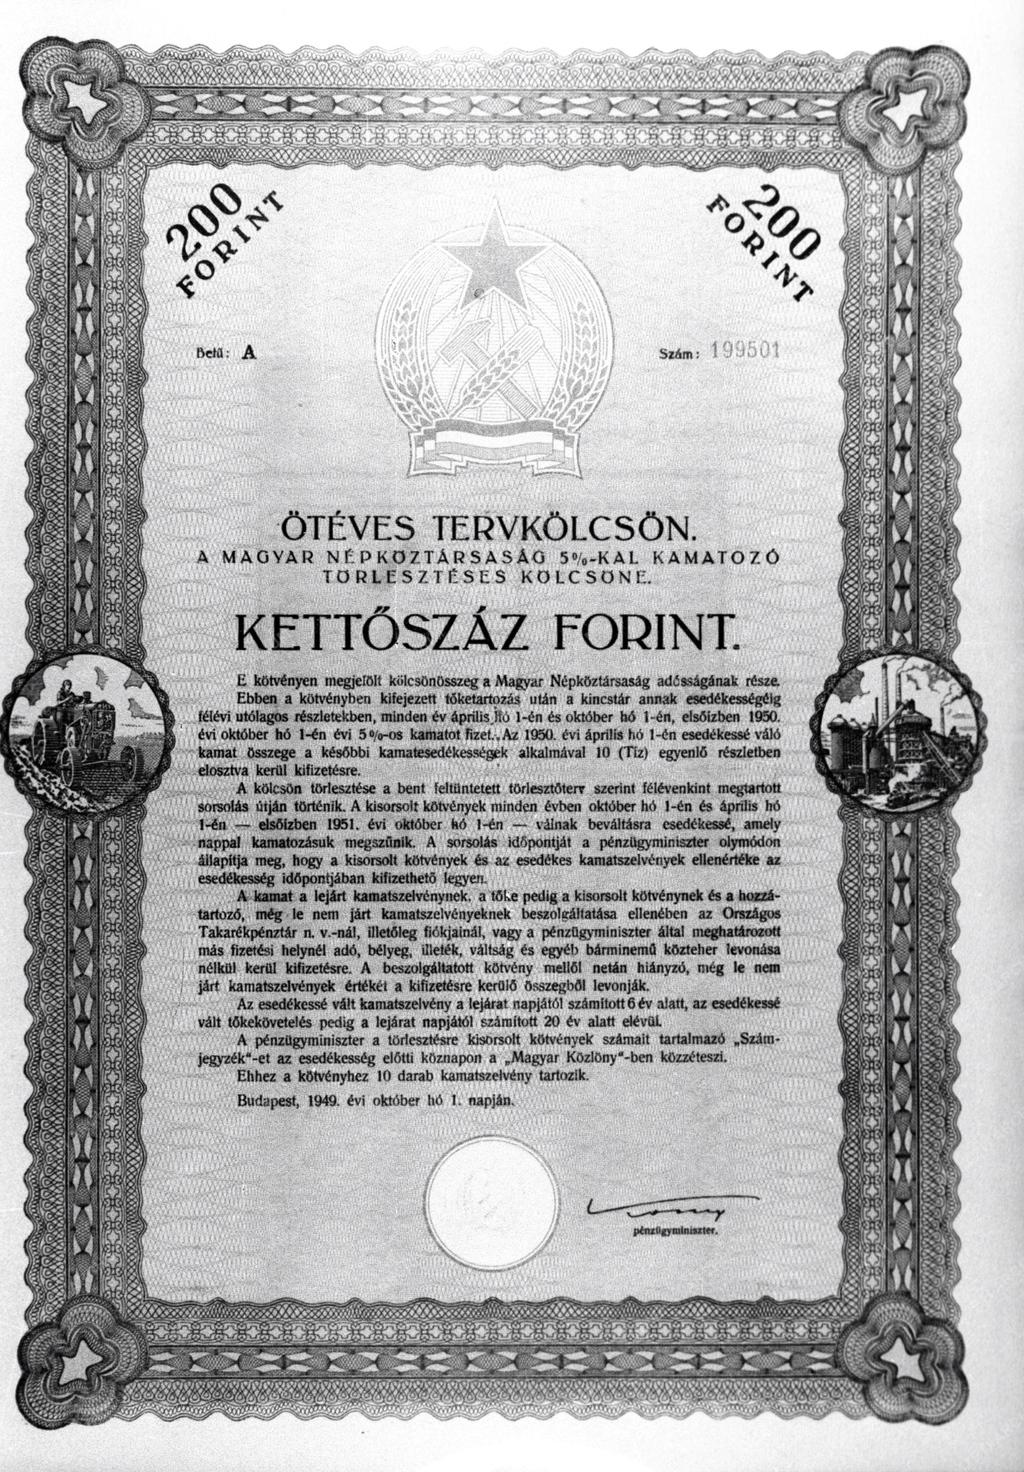 200 FORINT
200 FORINT
Betű: A
Szám: 199501
ÖTÉVES TERVKÖLCSÖN.
A MAGYAR NÉPKÖZTÁRSASÁG 5%-KAL KAMATOZÓ
TÖRLESZTÉSES KÖLCSÖNE.
KETTŐSZÁZ FORINT.
E kötvényen megjelölt kölcsönösszeg a Magyar Népköztársaság adósságának része.
Ebben a kötvényben kifejezett tőketartozás után a kincstár annak esedékességéig
félévi utólagos részletekben, minden év április hó 1-én és október hó 1-én, elsőízben 1950.
évi október hó 1-én évi 5%-os kamatot fizet. Az 1950. évi április hó 1-én esedékessé váló
kamat összege a későbbi kamatesedékességek alkalmával 10 (Tíz) egyenlő részletben
elosztva kerül kifizetésre.
A kölcsön törlesztése a bent feltüntetett törlesztőterv szerint félévenkint megtartott
sorsolás útján történik. A kisorsolt kötvények minden évben október hó 1-én és április hó
1-én — elsőízben 1951. évi október hó 1-én — válnak beváltásra esedékessé, amely
nappal kamatozásuk megszűnik. A sorsolás időpontját a pénzügyminiszter olymódon
állapítja meg, hogy a kisorsolt kötvények és az esedékes kamatszelvények ellenértéke az
esedékesség időpontjában kifizethető legyen.
A kamat a lejárt kamatszelvénynek, a tőke pedig a kisorsolt kötvénynek és a hozzá-
tartozó, még le nem járt kamatszelvényeknek beszolgáltatása ellenében az Országos
Takarékpénztár n. v.-nál, illetőleg fiókjainál, vagy a pénzügyminiszter által meghatározott
más fizetési helynél adó, bélyeg, illeték, váltság és egyéb bárminemű közteher levonása
nélkül kerül kifizetésre. A beszolgáltatott kötvény mellől netán hiányzó, még le nem
járt kamatszelvények értékét a kifizetésre kerülő összegből levonják.
Az esedékessé vált kamatszelvény a lejárat napjától számított 6 év alatt, az esedékessé
vált tőkekövetelés pedig a lejárat napjától számított 20 év alatt elévül.
A pénzügyminiszter a törlesztésre kisorsolt kötvények számait tartalmazó „Szám-
jegyzék"-et az esedékesség előtti köznapon a „Magyar Közlöny"-ben közzéteszi.
Ehhez a kötvényhez 10 darab kamatszelvény tartozik.
Budapest, 1949. évi október hó 1. napján.
pénzügyminiszter.